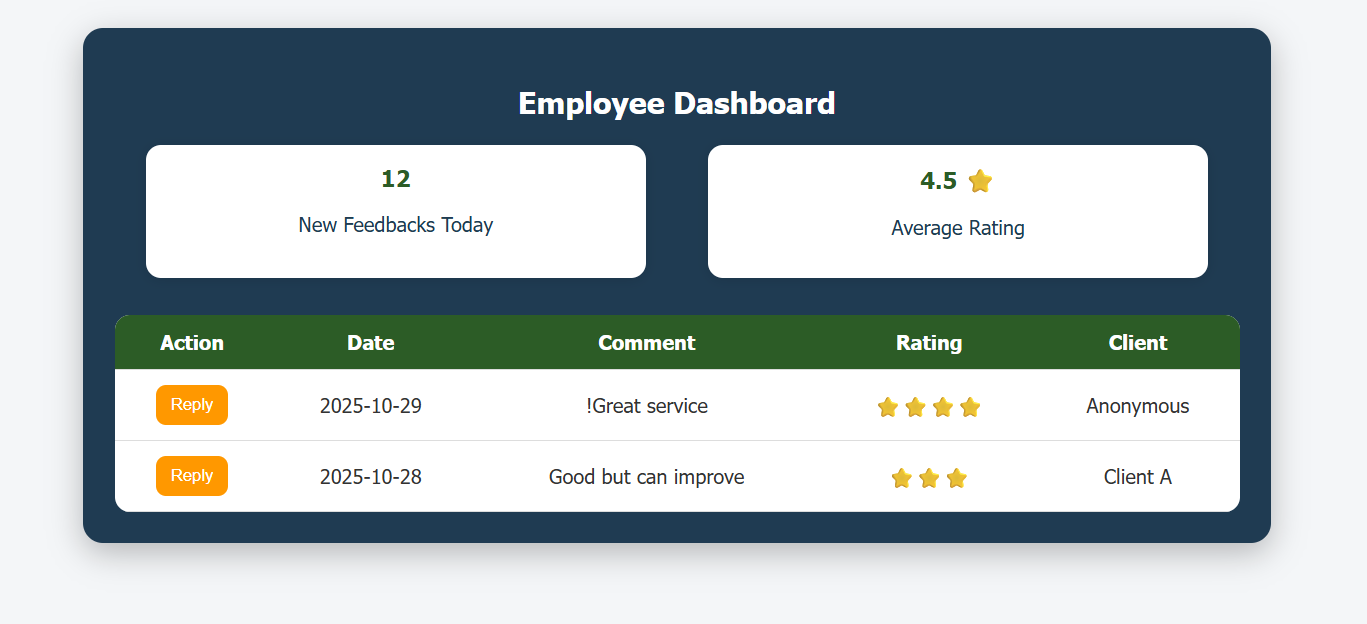 Employee Dashboard
12
New Feedbacks Today
4.5 ⭐
Average Rating
Action Date Comment Rating Client
Reply 2025-10-29 !Great service ⭐⭐⭐⭐ Anonymous
Reply 2025-10-28 Good but can improve ⭐⭐⭐ Client A